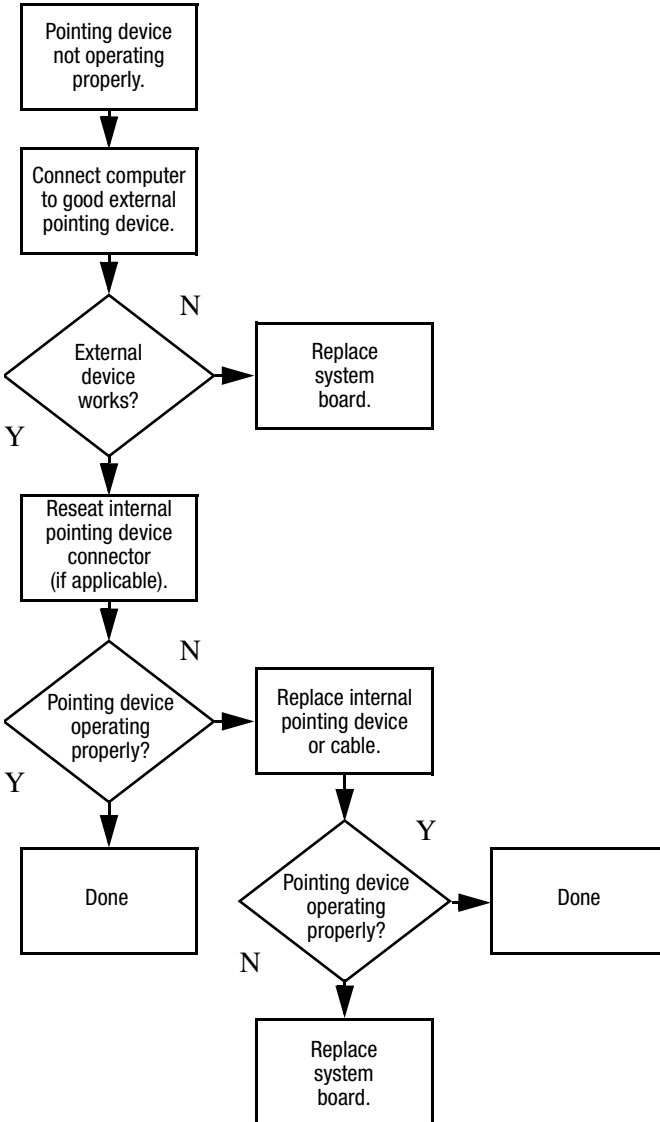 Pointing device
not operating
properly.
Connect computer
to good external
pointing device.
N
External
device
works?
Replace
system
board.
Y
Reseat internal
pointing device
connector
(if applicable).
N
Pointing device
operating
properly?
Replace internal
pointing device
or cable.
Y
Y
Done
Pointing device
operating
properly?
Done
N
Replace
system
board.